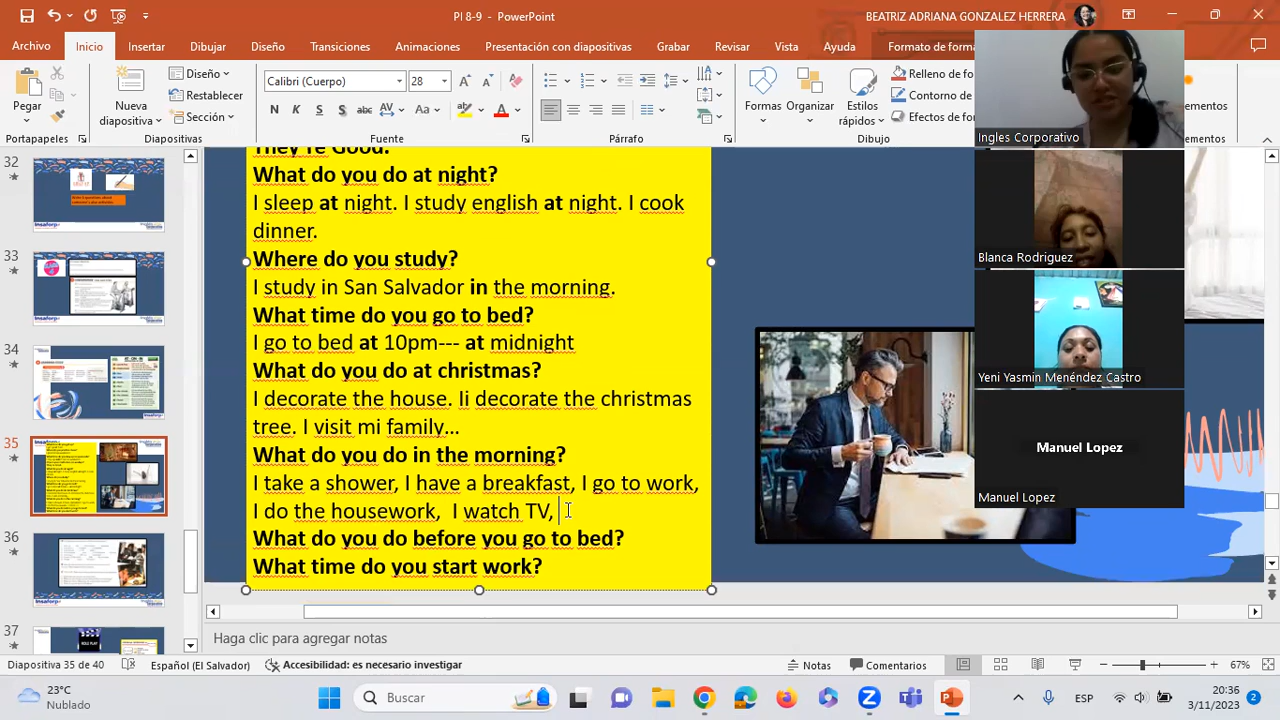 PI 8-9 - PowerPoint
BEATRIZ ADRIANA GONZALEZ HERRERA
Archivo Inicio Insertar Dibujar Diseño Transiciones Animaciones Presentación con diapositivas Grabar Revisar Vista Ayuda Formato de forma
Pegar
Nueva diapositiva
Diseño
Restablecer
Sección
Calibri (Cuerpo) 28
N K S S Aa
Formas Organizar Estilos rápidos
Relleno de fo
Contorno de
Efectos de fo
ementos
Portapapeles Diapositivas Fuente Párrafo Dibujo
Ingles Corporativo
Blanca Rodriguez
Yeni Yasmin Menéndez Castro
Manuel Lopez
Manuel Lopez
32
33
34
35
36
37
They're Good.
What do you do at night?
I sleep at night. I study english at night. I cook
dinner.
Where do you study?
I study in San Salvador in the morning.
What time do you go to bed?
I go to bed at 10pm--- at midnight
What do you do at christmas?
I decorate the house. Ii decorate the christmas
tree. I visit mi family...
What do you do in the morning?
I take a shower, I have a breakfast, I go to work,
I do the housework, I watch TV,
What do you do before you go to bed?
What time do you start work?
Haga clic para agregar notas
Diapositiva 35 de 40 Español (El Salvador) Accesibilidad: es necesario investigar Notas Comentarios 67%
23°C
Nublado
Buscar
ESP
20:36
3/11/2023
2